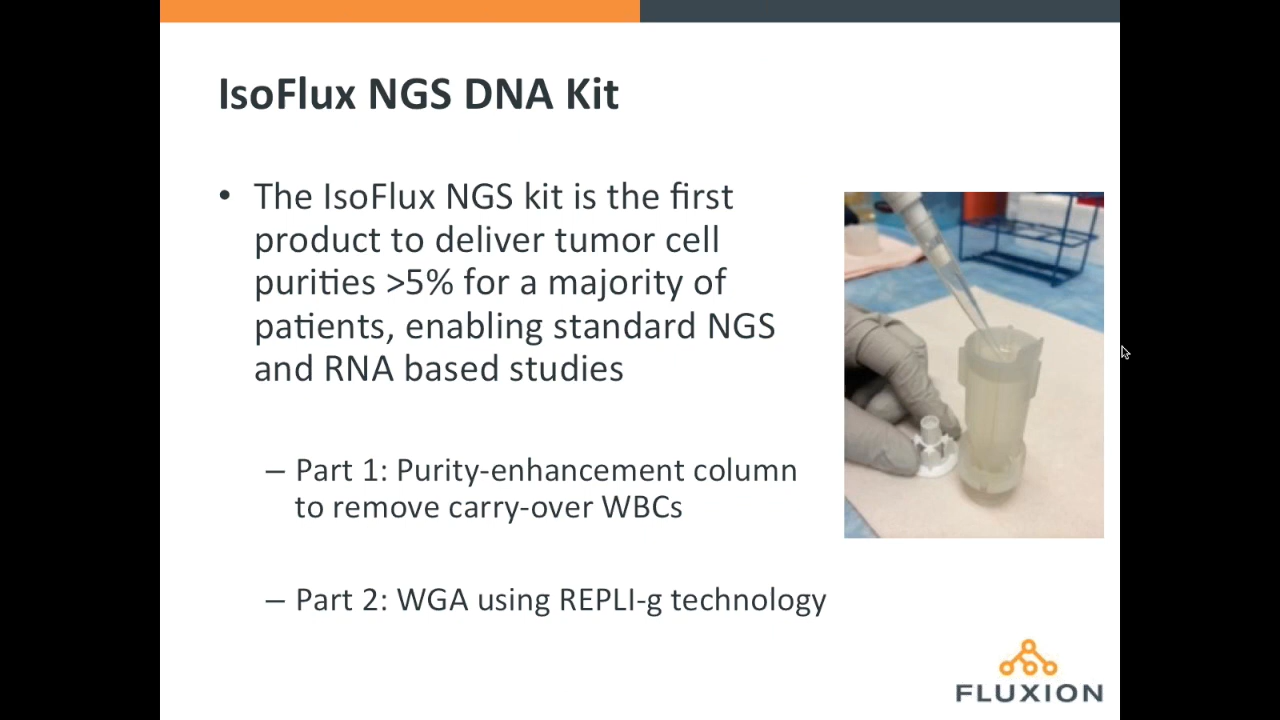 IsoFlux NGS DNA Kit
• The IsoFlux NGS kit is the first
product to deliver tumor cell
purities >5% for a majority of
patients, enabling standard NGS
and RNA based studies
– Part 1: Purity-enhancement column
to remove carry-over WBCs
– Part 2: WGA using REPLI-g technology
FLUXION